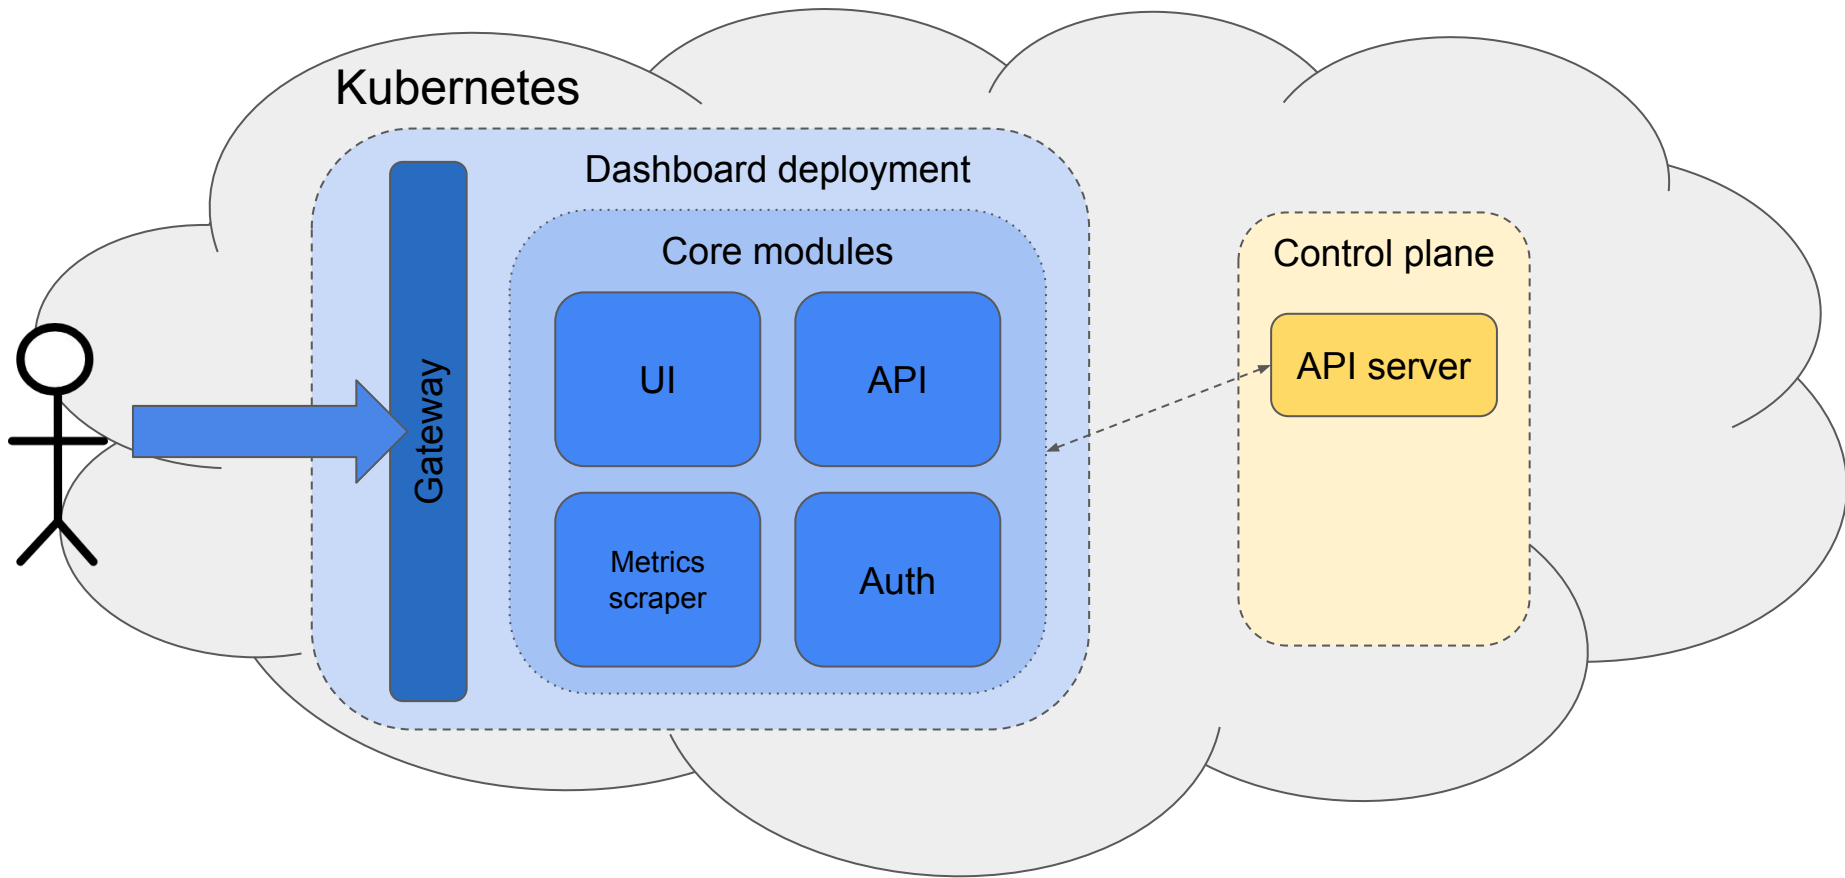 Kubernetes
Dashboard deployment
Gateway
Core modules
UI
API
Metrics
scraper
Auth
Control plane
API server